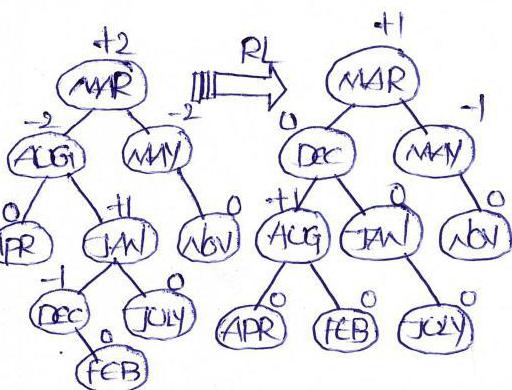 +2 RL +1
MAR MAR
-2 -2 0 -1
AUG MAY DEC MAY
0 +1 0 +1 0 0
PR JAN NOV AUG JAN NOV
-1 0 0 0 0
DEC JULY APR FEB JULY
0
FEB